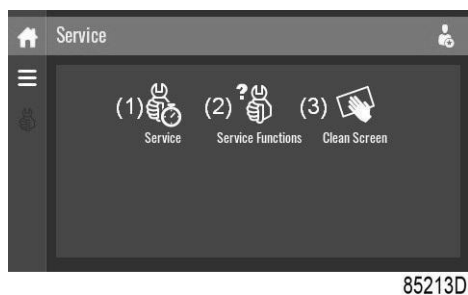 Service
(1) (2) ? (3)
Service Service Functions Clean Screen
85213D